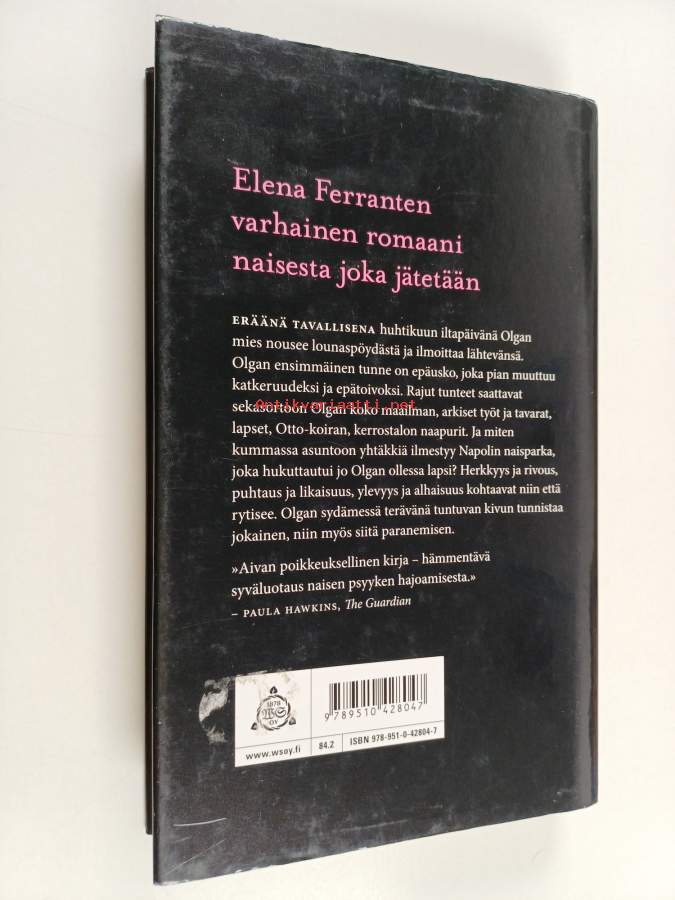 Elena Ferranten
varhainen romaani
naisesta joka jätetään
ERÄÄNÄ TAVALLISENA huhtikuun iltapäivänä Olgan
mies nousee lounaspöydästä ja ilmoittaa lähtevänsä.
Olgan ensimmäinen tunne on epäusko, joka pian muuttuu
katkeruudeksi ja epätoivoksi. Rajut tunteet saattavat
sekasortoon Olgan koko maailman, arkiset työt ja tavarat,
Antikvariaatti.net
lapset, Otto-koiran, kerrostalon naapurit. Ja miten
kummassa asuntoon yhtäkkiä ilmestyy Napolin naisparka,
joka hukuttautui jo Olgan ollessa lapsi? Herkkyys ja rivous,
puhtaus ja likaisuus, ylevyys ja alhaisuus kohtaavat niin että
rytisee. Olgan sydämessä terävänä tuntuvan kivun tunnistaa
jokainen, niin myös siitä paranemisen.
»Aivan poikkeuksellinen kirja – hämmentävä
syväluotaus naisen psyyken hajoamisesta.»
– PAULA HAWKINS, The Guardian
1878
WS
OY
9 789510 428047
www.wsoy.fi
84.2
ISBN 978-951-0-42804-7